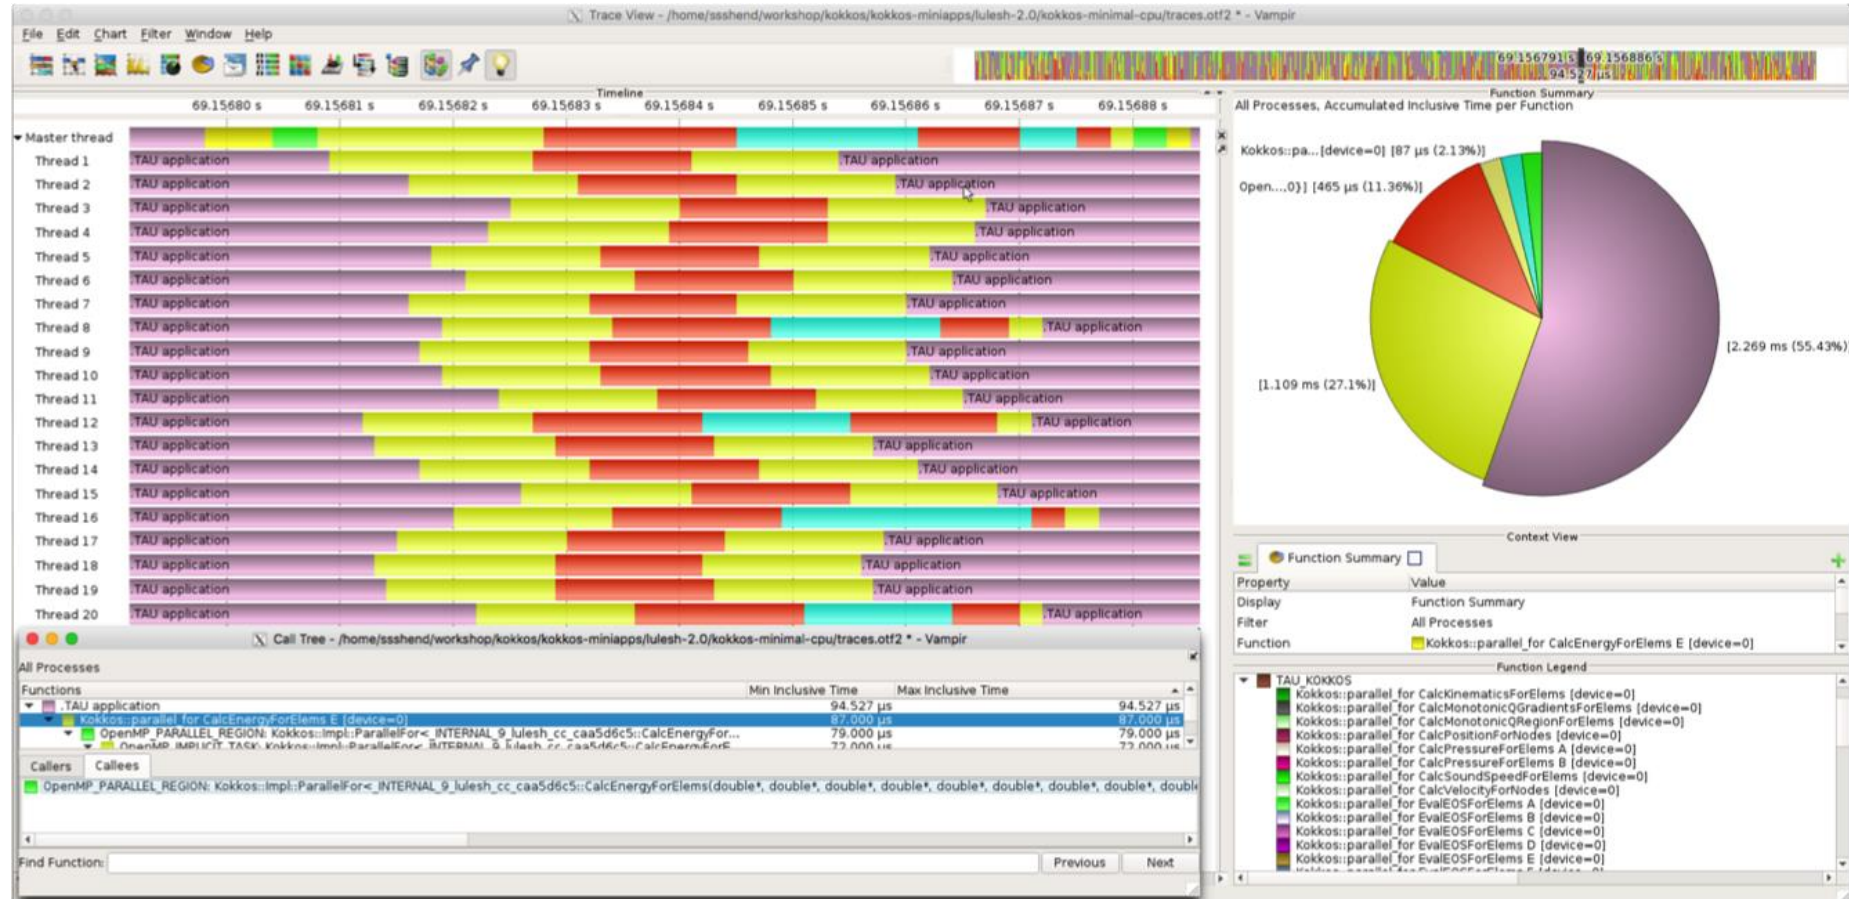 Trace View - /home/ssshend/workshop/kokkos/kokkos-miniapps/lulesh-2.0/kokkos-minimal-cpu/traces.otf2 * - Vampir
File Edit Chart Filter Window Help
69.156791 s 69.156886 s
94.527 µs
Timeline
69.15680 s 69.15681 s 69.15682 s 69.15683 s 69.15684 s 69.15685 s 69.15686 s 69.15687 s 69.15688 s
Master thread
Thread 1 .TAU application .TAU application
Thread 2 .TAU application .TAU application
Thread 3 .TAU application .TAU application
Thread 4 .TAU application .TAU application
Thread 5 .TAU application .TAU application
Thread 6 .TAU application .TAU application
Thread 7 .TAU application .TAU application
Thread 8 .TAU application .TAU application
Thread 9 .TAU application .TAU application
Thread 10 .TAU application .TAU application
Thread 11 .TAU application .TAU application
Thread 12 .TAU application .TAU application
Thread 13 .TAU application .TAU application
Thread 14 .TAU application .TAU application
Thread 15 .TAU application .TAU application
Thread 16 .TAU application
Thread 17 .TAU application .TAU application
Thread 18 .TAU application .TAU application
Thread 19 .TAU application .TAU application
Thread 20 .TAU application .TAU application
Function Summary
All Processes, Accumulated Inclusive Time per Function
Kokkos::pa...[device=0] [87 µs (2.13%)]
Open...,0}] [465 µs (11.36%)]
[2.269 ms (55.43%)
[1.109 ms (27.1%)]
Context View
Function Summary
Property Value
Display Function Summary
Filter All Processes
Function Kokkos::parallel_for CalcEnergyForElems E [device=0]
Function Legend
TAU_KOKKOS
Kokkos::parallel_for CalcKinematicsForElems [device=0]
Kokkos::parallel_for CalcMonotonicQGradientsForElems [device=0]
Kokkos::parallel_for CalcMonotonicQRegionForElems [device=0]
Kokkos::parallel_for CalcPositionForNodes [device=0]
Kokkos::parallel_for CalcPressureForElems A [device=0]
Kokkos::parallel_for CalcPressureForElems B [device=0]
Kokkos::parallel_for CalcSoundSpeedForElems [device=0]
Kokkos::parallel_for CalcVelocityForNodes [device=0]
Kokkos::parallel_for EvalEOSForElems A [device=0]
Kokkos::parallel_for EvalEOSForElems B [device=0]
Kokkos::parallel_for EvalEOSForElems C [device=0]
Kokkos::parallel_for EvalEOSForElems D [device=0]
Kokkos::parallel_for EvalEOSForElems E [device=0]
Call Tree - /home/ssshend/workshop/kokkos/kokkos-miniapps/lulesh-2.0/kokkos-minimal-cpu/traces.otf2 * - Vampir
All Processes
Functions Min Inclusive Time Max Inclusive Time
.TAU application 94.527 µs 94.527 µs
Kokkos::parallel_for CalcEnergyForElems E [device=0] 87.000 µs 87.000 µs
OpenMP_PARALLEL_REGION: Kokkos::Impl::ParallelFor<_INTERNAL_9_lulesh_cc_caa5d6c5::CalcEnergyFor... 79.000 µs 79.000 µs
OpenMP_IMPLICIT_TASK: Kokkos::Impl::ParallelFor<_INTERNAL_9_lulesh_cc_caa5d6c5::CalcEnergyForE... 72.000 µs 72.000 µs
Callers Callees
OpenMP_PARALLEL_REGION: Kokkos::Impl::ParallelFor<_INTERNAL_9_lulesh_cc_caa5d6c5::CalcEnergyForElems(double*, double*, double*, double*, double*, double*, double*, double*, double
Find Function: Previous Next